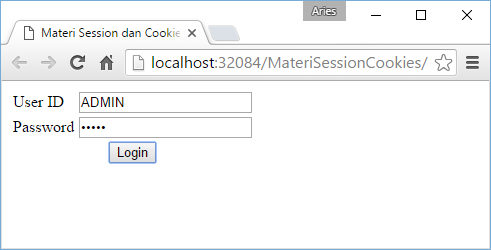 Aries
Materi Session dan Cookie
localhost:32084/MateriSessionCookies/
User ID ADMIN
Password •••••
Login